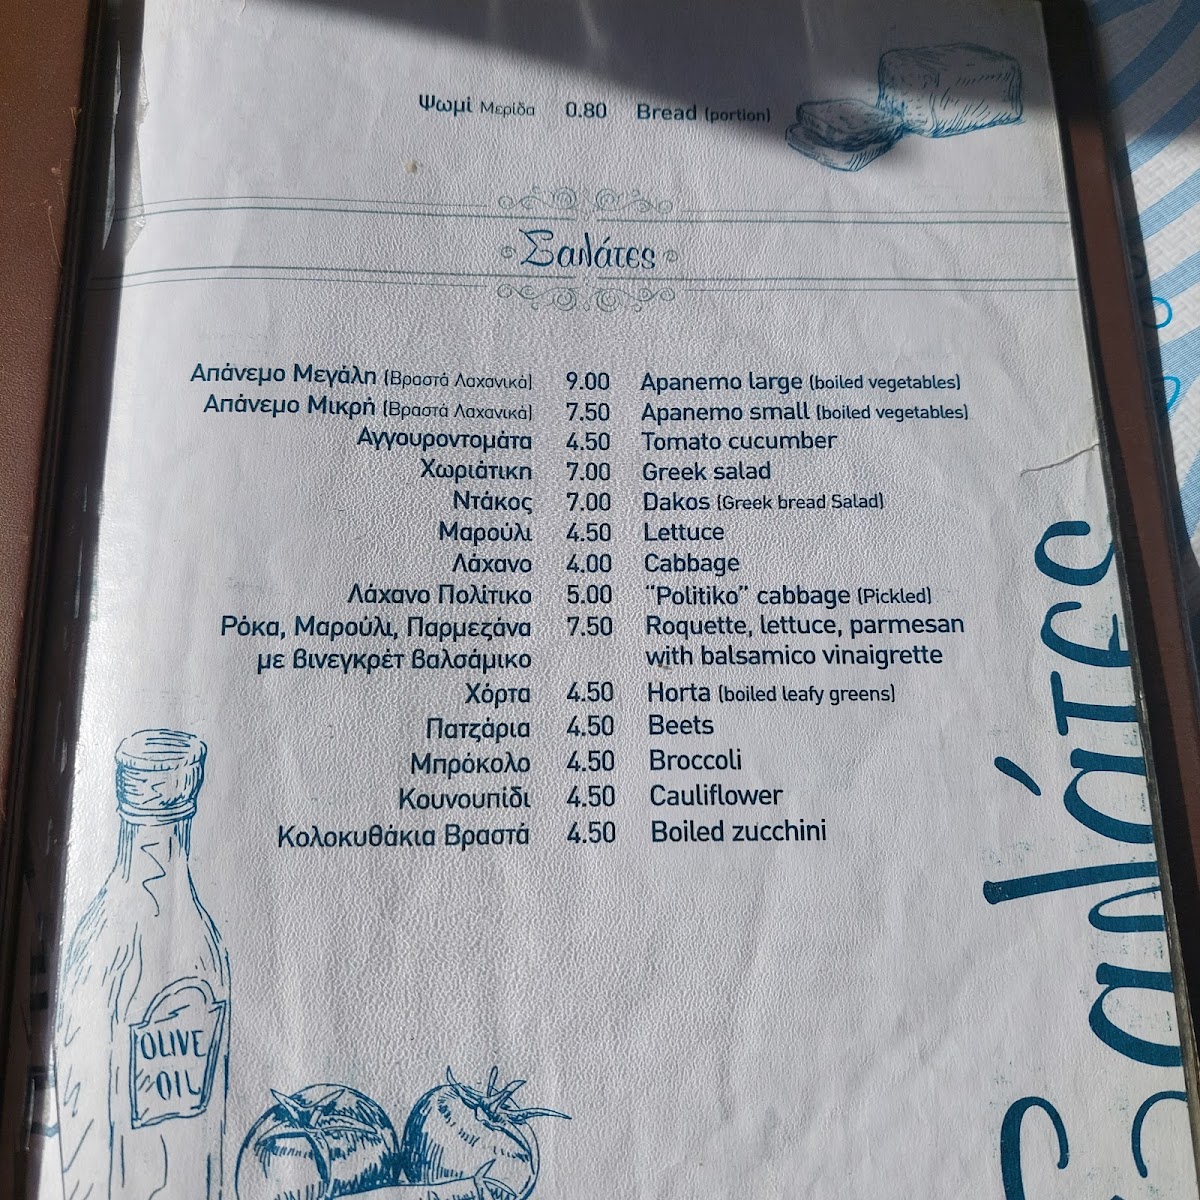 Ψωμί Μερίδα 0.80 Bread (portion)
Σαλάτες
Απάνεμο Μεγάλη (Βραστά Λαχανικά) 9.00 Apanemo large (boiled vegetables)
Απάνεμο Μικρή (Βραστά Λαχανικά) 7.50 Apanemo small (boiled vegetables)
Αγγουροντομάτα 4.50 Tomato cucumber
Χωριάτικη 7.00 Greek salad
Ντάκος 7.00 Dakos (Greek bread Salad)
Μαρούλι 4.50 Lettuce
Λάχανο 4.00 Cabbage
Λάχανο Πολίτικο 5.00 "Politiko" cabbage (Pickled)
Ρόκα, Μαρούλι, Παρμεζάνα 7.50 Roquette, lettuce, parmesan
με βινεγκρέτ βαλσάμικο with balsamico vinaigrette
Χόρτα 4.50 Horta (boiled leafy greens)
Πατζάρια 4.50 Beets
Μπρόκολο 4.50 Broccoli
Κουνουπίδι 4.50 Cauliflower
Κολοκυθάκια Βραστά 4.50 Boiled zucchini
OLIVE
OIL
Σαλάτες